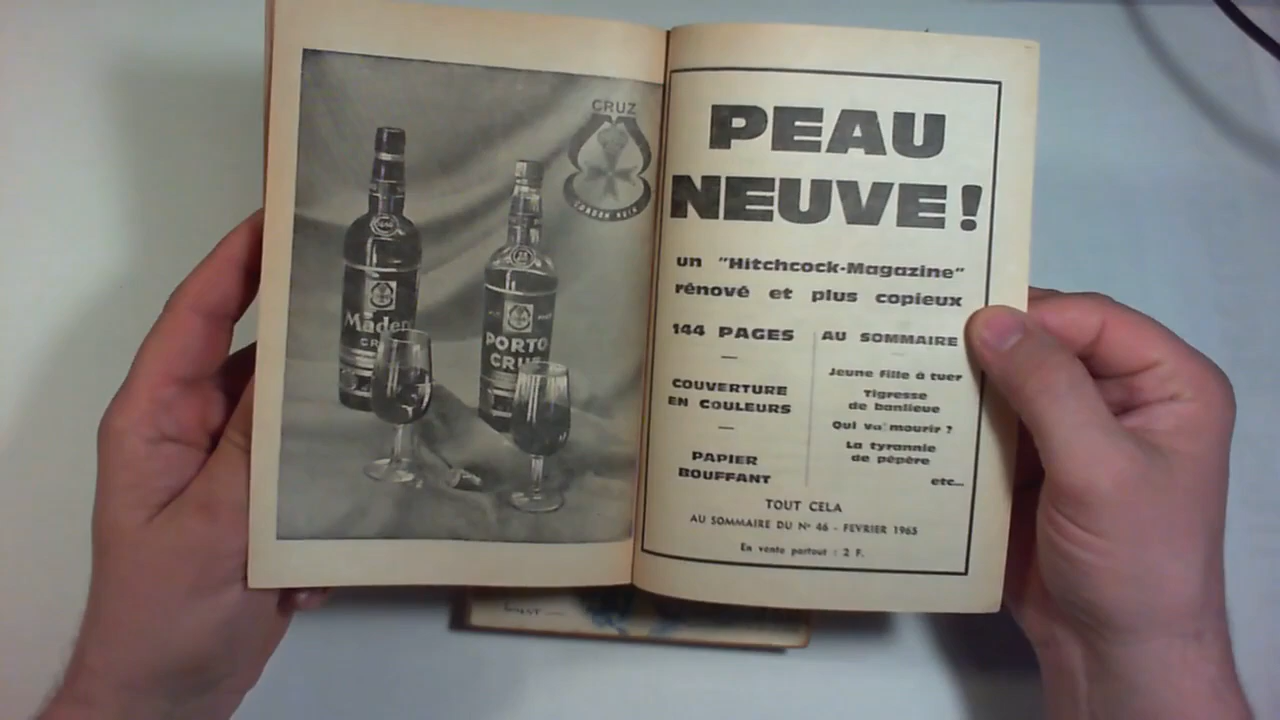 CRUZ
CORDON NOIR
PORTO
CRUZ
PEAU
NEUVE!
un "Hitchcock-Magazine"
rénové et plus copieux
144 PAGES
COUVERTURE
EN COULEURS
PAPIER
BOUFFANT
AU SOMMAIRE
Jeune fille à tuer
Tigresse
de banlieue
Qui va mourir ?
La tyrannie
de pépère
etc...
TOUT CELA
AU SOMMAIRE DU N° 46 - FEVRIER 1965
En vente partout : 2 F.